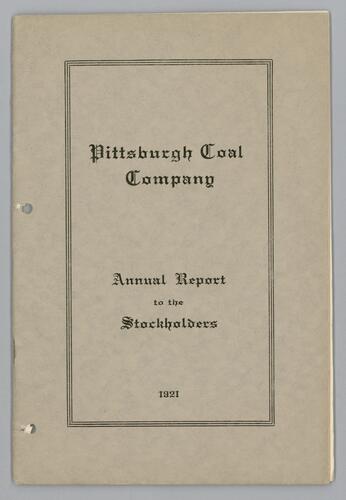 Pittsburgh Coal
Company
Annual Report
to the
Stockholders
1921